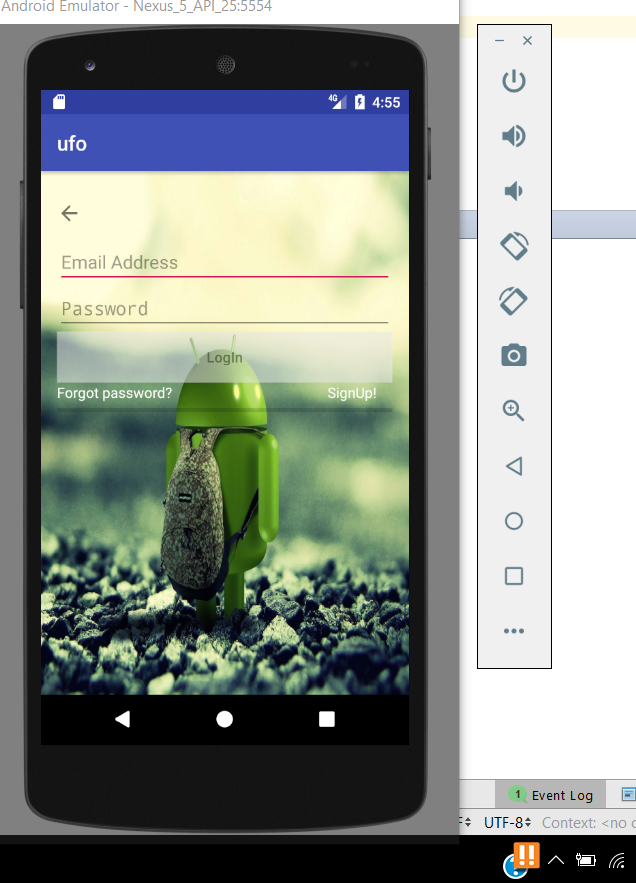 Android Emulator - Nexus_5_API_25:5554
4G 4:55
ufo
Email Address
Password
LogIn
Forgot password? SignUp!
1 Event Log
UTF-8 Context: <no c